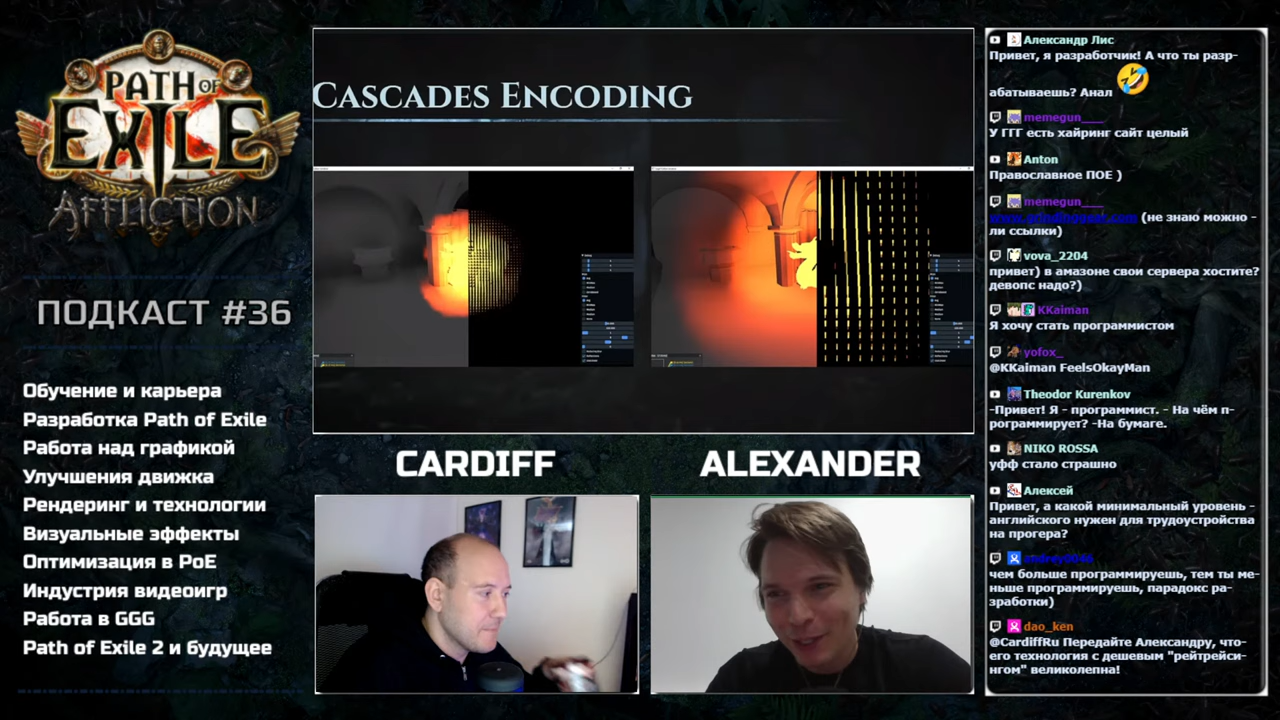 PATH OF
EXILE
AFFLICTION
ПОДКАСТ #36
Обучение и карьера
Разработка Path of Exile
Работа над графикой
Улучшения движка
Рендеринг и технологии
Визуальные эффекты
Оптимизация в PoE
Индустрия видеоигр
Работа в GGG
Path of Exile 2 и будущее
CASCADES ENCODING
CARDIFF
ALEXANDER
Александр Лис
Привет, я разработчик! А что ты разр-
абатываешь? Анал
memegun___
У ГГГ есть хайринг сайт целый
Anton
Православное ПОЕ )
memegun___
(не знаю можно -
ли ссылки)
vova_2204
привет) в амазоне свои сервера хостите?
девопс надо?)
KKaiman
Я хочу стать программистом
yofox_
@KKaiman FeelsOkayMan
Theodor Kurenkov
-Привет! Я - программист. - На чём п-
рограммирует? -На бумаге.
NIKO ROSSA
уфф стало страшно
Алексей
Привет, а какой минимальный уровень -
английского нужен для трудоустройства
на прогера?
чем больше программируешь, тем ты ме-
ньше программируешь, парадокс ра-
зработки)
dao_ken
@CardiffRu Передайте Александру, что-
его технология с дешевым "рейтрейси-
нгом" великолепна!